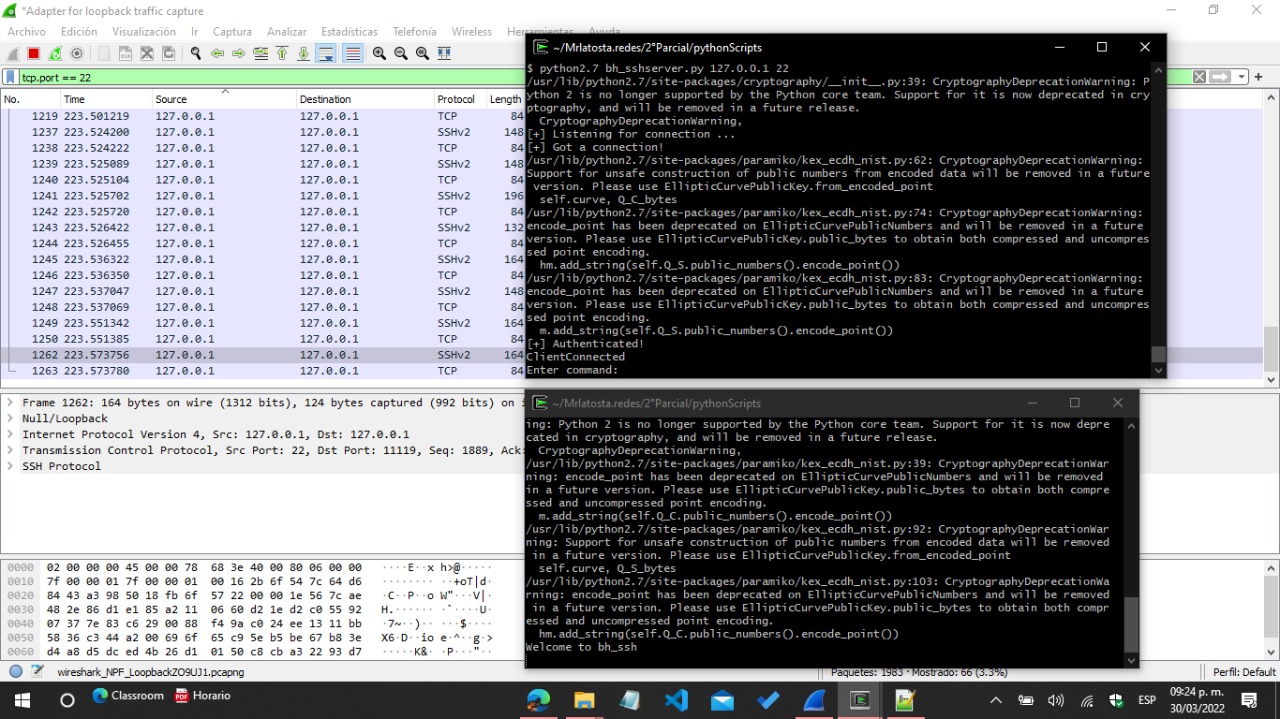 *Adapter for loopback traffic capture
Archivo Edición Visualización Ir Captura Analizar Estadísticas Telefonía Wireless Herramientas
tcp.port == 22
No. Time Source Destination Protocol Length
1219 223.501219 127.0.0.1 127.0.0.1 TCP 84
1237 223.524200 127.0.0.1 127.0.0.1 SSHv2 148
1238 223.524222 127.0.0.1 127.0.0.1 TCP 84
1239 223.525089 127.0.0.1 127.0.0.1 SSHv2 148
1240 223.525104 127.0.0.1 127.0.0.1 TCP 84
1241 223.525702 127.0.0.1 127.0.0.1 SSHv2 196
1242 223.525720 127.0.0.1 127.0.0.1 TCP 84
1243 223.526422 127.0.0.1 127.0.0.1 SSHv2 132
1244 223.526455 127.0.0.1 127.0.0.1 TCP 84
1245 223.536322 127.0.0.1 127.0.0.1 SSHv2 164
1246 223.536350 127.0.0.1 127.0.0.1 TCP 84
1247 223.537047 127.0.0.1 127.0.0.1 SSHv2 148
1248 223.537069 127.0.0.1 127.0.0.1 TCP 84
1249 223.551342 127.0.0.1 127.0.0.1 SSHv2 164
1250 223.551385 127.0.0.1 127.0.0.1 TCP 84
1262 223.573756 127.0.0.1 127.0.0.1 SSHv2 164
1263 223.573780 127.0.0.1 127.0.0.1 TCP 84
Frame 1262: 164 bytes on wire (1312 bits), 124 bytes captured (992 bits) on i
Null/Loopback
Internet Protocol Version 4, Src: 127.0.0.1, Dst: 127.0.0.1
Transmission Control Protocol, Src Port: 22, Dst Port: 11119, Seq: 1889, Ack:
SSH Protocol
0000 02 00 00 00 45 00 00 78 68 3e 40 00 80 06 00 00 ····E··x h>@·····
0010 7f 00 00 01 7f 00 00 01 00 16 2b 6f 54 7c 64 d6 ········ ··+oT|d·
0020 84 43 a3 98 50 18 fb 6f 57 22 00 00 1e 56 7c ae ·C··P··o W"···V|·
0030 48 2e 86 d1 e1 85 a2 11 06 60 d2 1e d2 c0 55 92 H.······ ·`····U·
0040 07 37 7e 83 c6 29 00 88 f4 9a c0 24 ee 13 11 bb ·7~··)·· ···$····
0050 58 36 c3 44 a2 00 69 6f 65 c9 5e b5 be 67 b8 3e X6·D··io e·^··g·>
0060 d4 a8 d5 dc ed 4b 26 d1 01 50 c8 cb a3 22 93 d7 ·····K&· ·P···"··
wireshark_NPF_LoopbackZO9UJ1.pcapng
Paquetes: 1983 · Mostrado: 66 (3.3%)
Perfil: Default
~/Mrlatosta.redes/2°Parcial/pythonScripts
$ python2.7 bh_sshserver.py 127.0.0.1 22
/usr/lib/python2.7/site-packages/cryptography/__init__.py:39: CryptographyDeprecationWarning: P
ython 2 is no longer supported by the Python core team. Support for it is now deprecated in cry
ptography, and will be removed in a future release.
CryptographyDeprecationWarning,
[+] Listening for connection ...
[+] Got a connection!
/usr/lib/python2.7/site-packages/paramiko/kex_ecdh_nist.py:62: CryptographyDeprecationWarning:
Support for unsafe construction of public numbers from encoded data will be removed in a future
version. Please use EllipticCurvePublicKey.from_encoded_point
self.curve, Q_C_bytes
/usr/lib/python2.7/site-packages/paramiko/kex_ecdh_nist.py:74: CryptographyDeprecationWarning:
encode_point has been deprecated on EllipticCurvePublicNumbers and will be removed in a future
version. Please use EllipticCurvePublicKey.public_bytes to obtain both compressed and uncompres
sed point encoding.
hm.add_string(self.Q_S.public_numbers().encode_point())
/usr/lib/python2.7/site-packages/paramiko/kex_ecdh_nist.py:83: CryptographyDeprecationWarning:
encode_point has been deprecated on EllipticCurvePublicNumbers and will be removed in a future
version. Please use EllipticCurvePublicKey.public_bytes to obtain both compressed and uncompres
sed point encoding.
m.add_string(self.Q_S.public_numbers().encode_point())
[+] Authenticated!
ClientConnected
Enter command:
~/Mrlatosta.redes/2°Parcial/pythonScripts
ing: Python 2 is no longer supported by the Python core team. Support for it is now depre
cated in cryptography, and will be removed in a future release.
CryptographyDeprecationWarning,
/usr/lib/python2.7/site-packages/paramiko/kex_ecdh_nist.py:39: CryptographyDeprecationWar
ning: encode_point has been deprecated on EllipticCurvePublicNumbers and will be removed
in a future version. Please use EllipticCurvePublicKey.public_bytes to obtain both compre
ssed and uncompressed point encoding.
m.add_string(self.Q_C.public_numbers().encode_point())
/usr/lib/python2.7/site-packages/paramiko/kex_ecdh_nist.py:92: CryptographyDeprecationWar
ning: Support for unsafe construction of public numbers from encoded data will be removed
in a future version. Please use EllipticCurvePublicKey.from_encoded_point
self.curve, Q_S_bytes
/usr/lib/python2.7/site-packages/paramiko/kex_ecdh_nist.py:103: CryptographyDeprecationWa
rning: encode_point has been deprecated on EllipticCurvePublicNumbers and will be removed
in a future version. Please use EllipticCurvePublicKey.public_bytes to obtain both compr
essed and uncompressed point encoding.
hm.add_string(self.Q_C.public_numbers().encode_point())
Welcome to bh_ssh
Classroom
PDF Horario
ESP
09:24 p. m.
30/03/2022